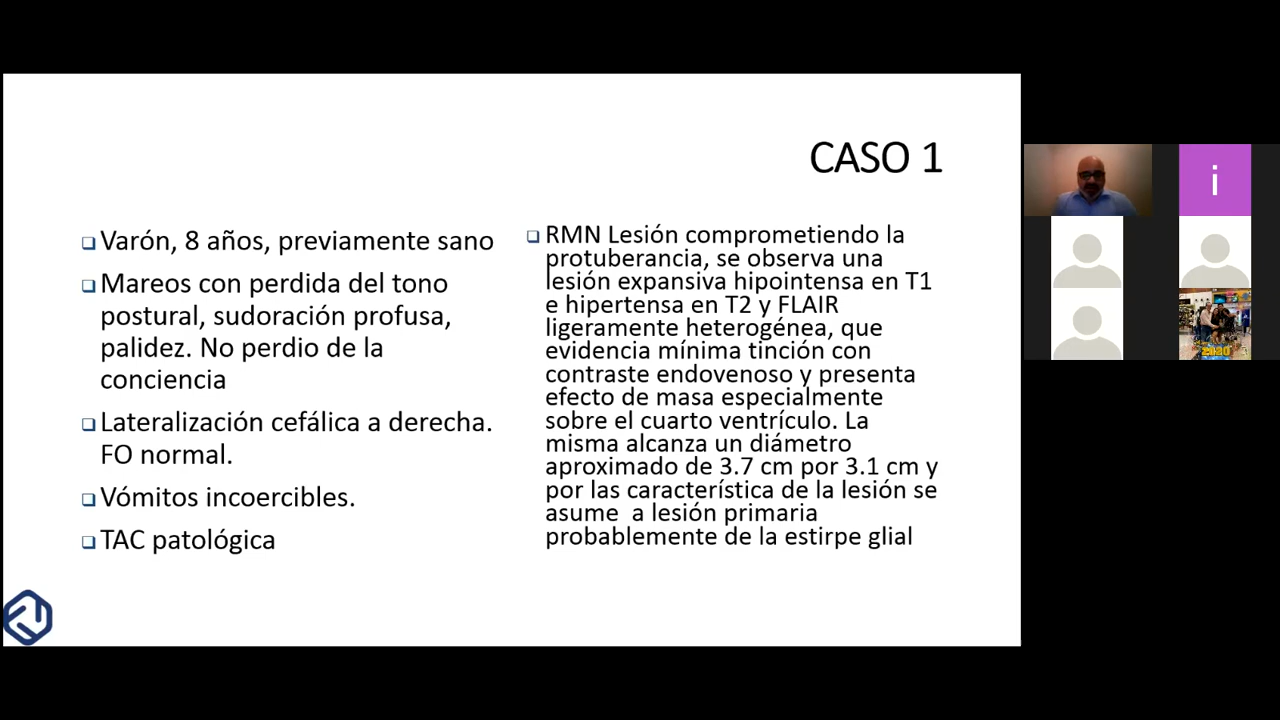 CASO 1
❑Varón, 8 años, previamente sano
❑Mareos con perdida del tono
postural, sudoración profusa,
palidez. No perdio de la
conciencia
❑Lateralización cefálica a derecha.
FO normal.
❑Vómitos incoercibles.
❑TAC patológica
❑RMN Lesión comprometiendo la
protuberancia, se observa una
lesión expansiva hipointensa en T1
e hipertensa en T2 y FLAIR
ligeramente heterogénea, que
evidencia mínima tinción con
contraste endovenoso y presenta
efecto de masa especialmente
sobre el cuarto ventrículo. La
misma alcanza un diámetro
aproximado de 3.7 cm por 3.1 cm y
por las característica de la lesión se
asume a lesión primaria
probablemente de la estirpe glial
i
2020